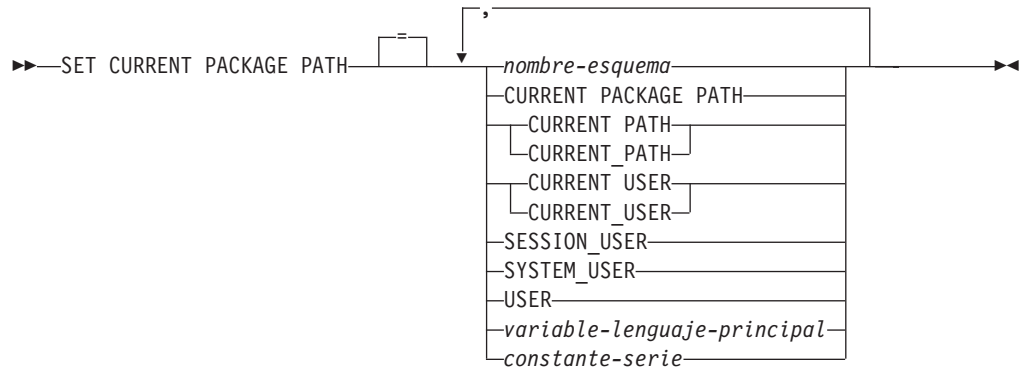 ,
=
SET CURRENT PACKAGE PATH
nombre-esquema
CURRENT PACKAGE PATH
CURRENT PATH
CURRENT_PATH
CURRENT USER
CURRENT_USER
SESSION_USER
SYSTEM_USER
USER
variable-lenguaje-principal
constante-serie